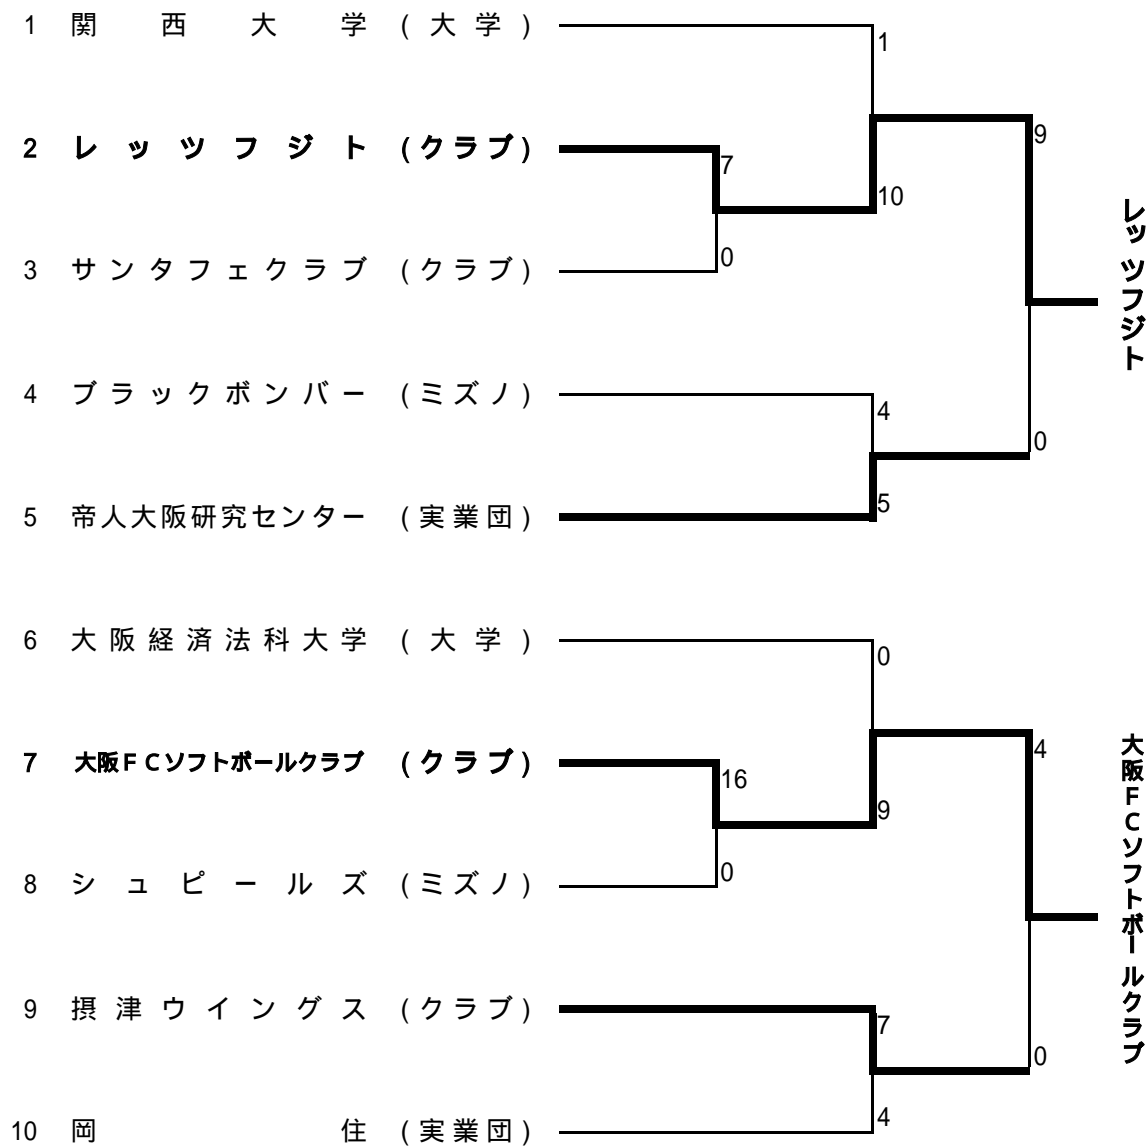 1 関西大学 (大学)
1
2 レッツフジト (クラブ)
7
10
9
3 サンタフェクラブ (クラブ)
0
レッツフジト
4 ブラックボンバー (ミズノ)
4
0
5 帝人大阪研究センター (実業団)
5
6 大阪経済法科大学 (大学)
0
7 大阪FCソフトボールクラブ (クラブ)
16
9
4
8 シュピールズ (ミズノ)
0
大阪FCソフトボールクラブ
9 摂津ウイングス (クラブ)
7
0
10 岡住 (実業団)
4